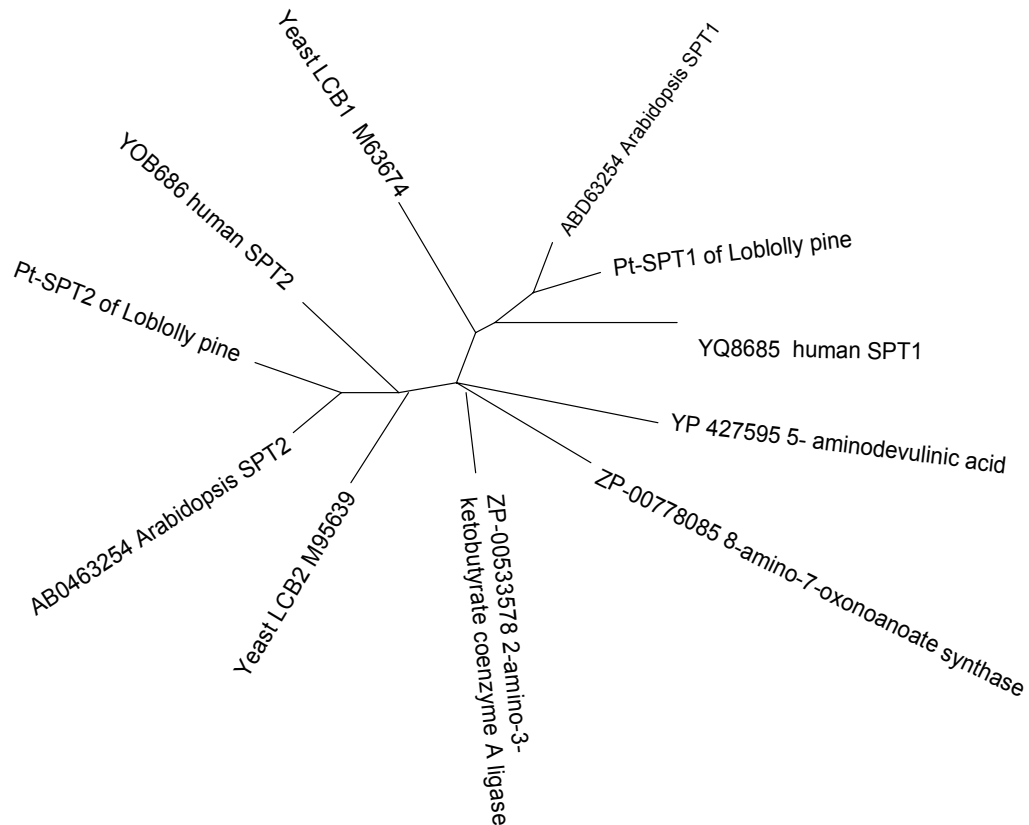 Yeast LCB1 M63674
ABD63254 Arabidopsis SPT1
YOB686 human SPT2
Pt-SPT1 of Loblolly pine
Pt-SPT2 of Loblolly pine
YQ8685 human SPT1
YP 427595 5- aminodevulinic acid
AB0463254 Arabidopsis SPT2
ZP-00778085 8-amino-7-oxonoanoate synthase
Yeast LCB2 M95639
ZP-00533578 2-amino-3-
ketobutyrate coenzyme A ligase